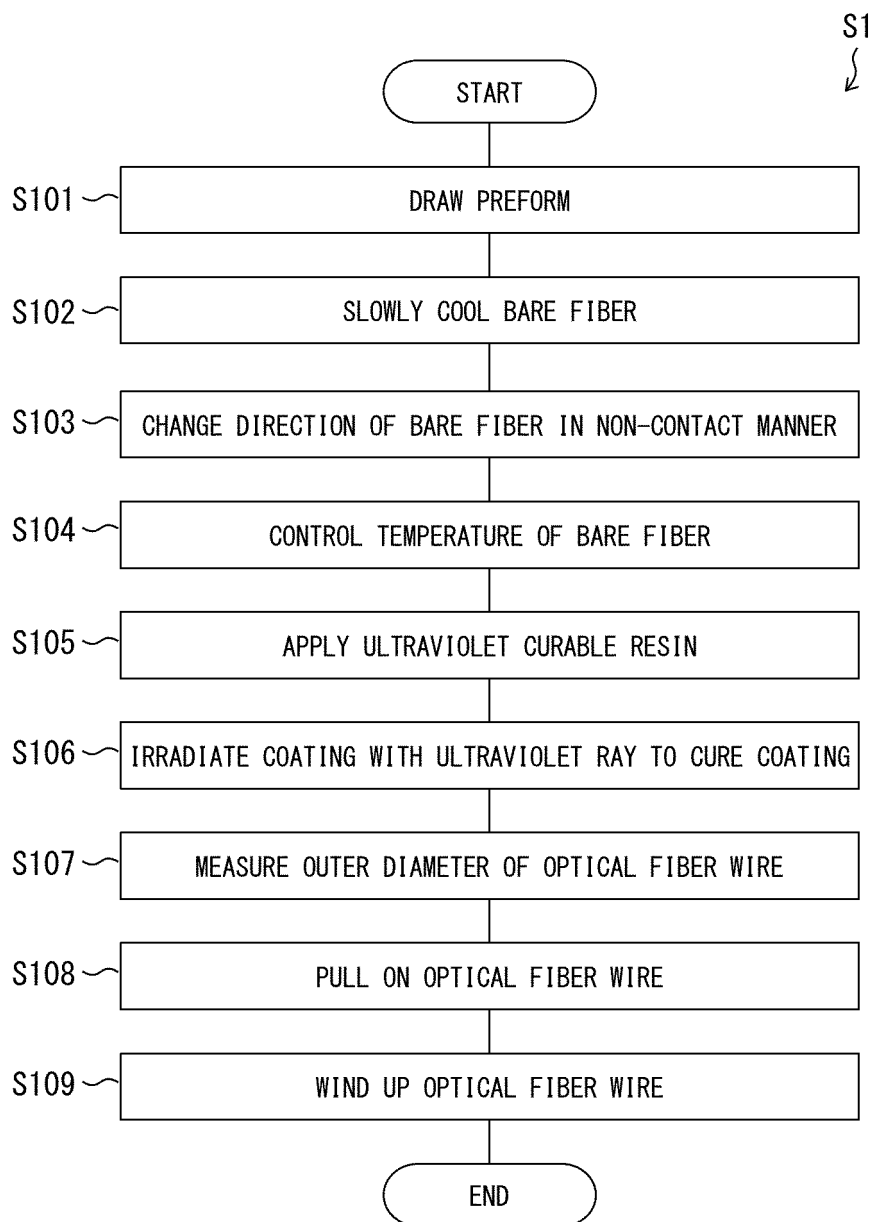 S1
START
S101 DRAW PREFORM
S102 SLOWLY COOL BARE FIBER
S103 CHANGE DIRECTION OF BARE FIBER IN NON-CONTACT MANNER
S104 CONTROL TEMPERATURE OF BARE FIBER
S105 APPLY ULTRAVIOLET CURABLE RESIN
S106 IRRADIATE COATING WITH ULTRAVIOLET RAY TO CURE COATING
S107 MEASURE OUTER DIAMETER OF OPTICAL FIBER WIRE
S108 PULL ON OPTICAL FIBER WIRE
S109 WIND UP OPTICAL FIBER WIRE
END